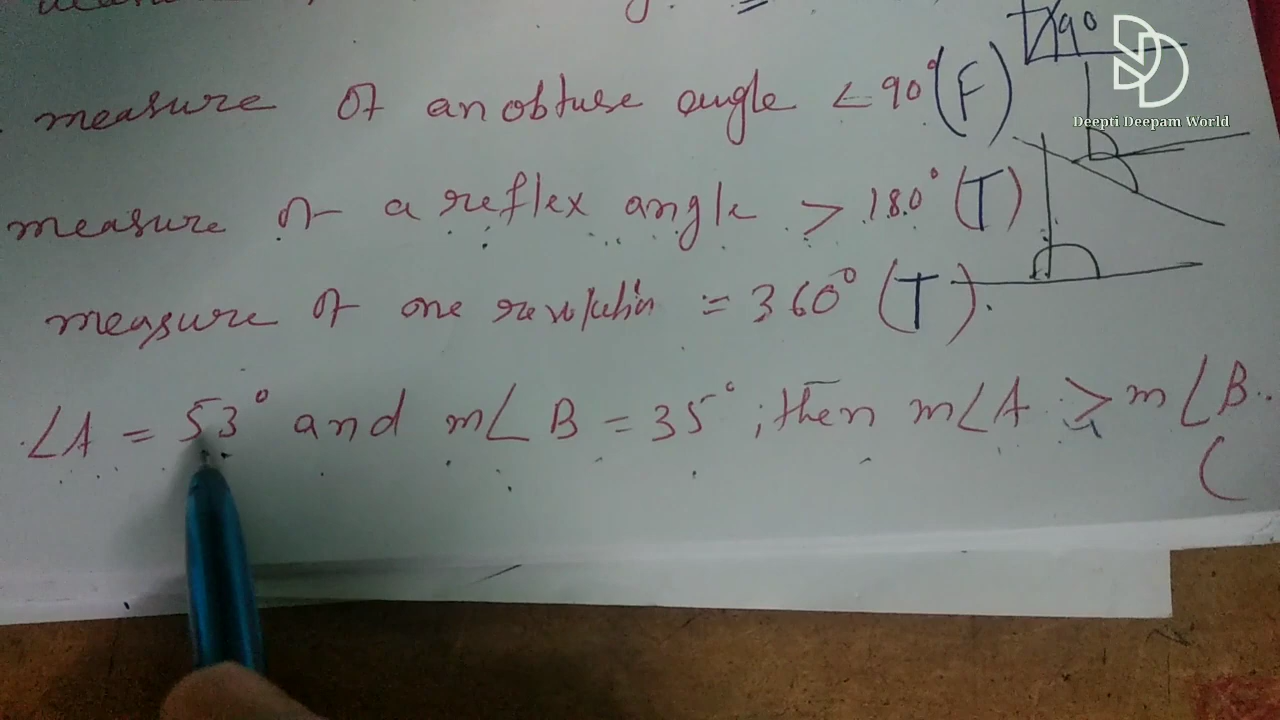 90
Deepti Deepam World
measure of an obtuse angle < 90° (F)
measure of a reflex angle > 180° (T)
measure of one revolution = 360° (T).
∠A = 53° and m∠B = 35°; then m∠A > m∠B.
(